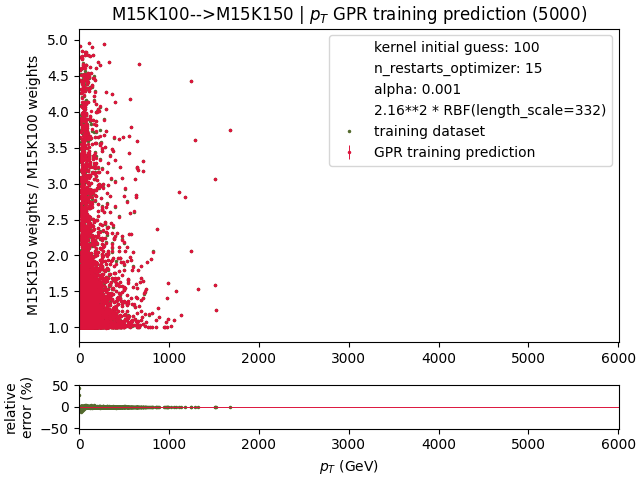 M15K100-->M15K150 | pT GPR training prediction (5000)
M15K150 weights / M15K100 weights
5.0
4.5
4.0
3.5
3.0
2.5
2.0
1.5
1.0
kernel initial guess: 100
n_restarts_optimizer: 15
alpha: 0.001
2.16**2 * RBF(length_scale=332)
training dataset
GPR training prediction
0 1000 2000 3000 4000 5000 6000
relative
error (%)
50
0
−50
0 1000 2000 3000 4000 5000 6000
pT (GeV)